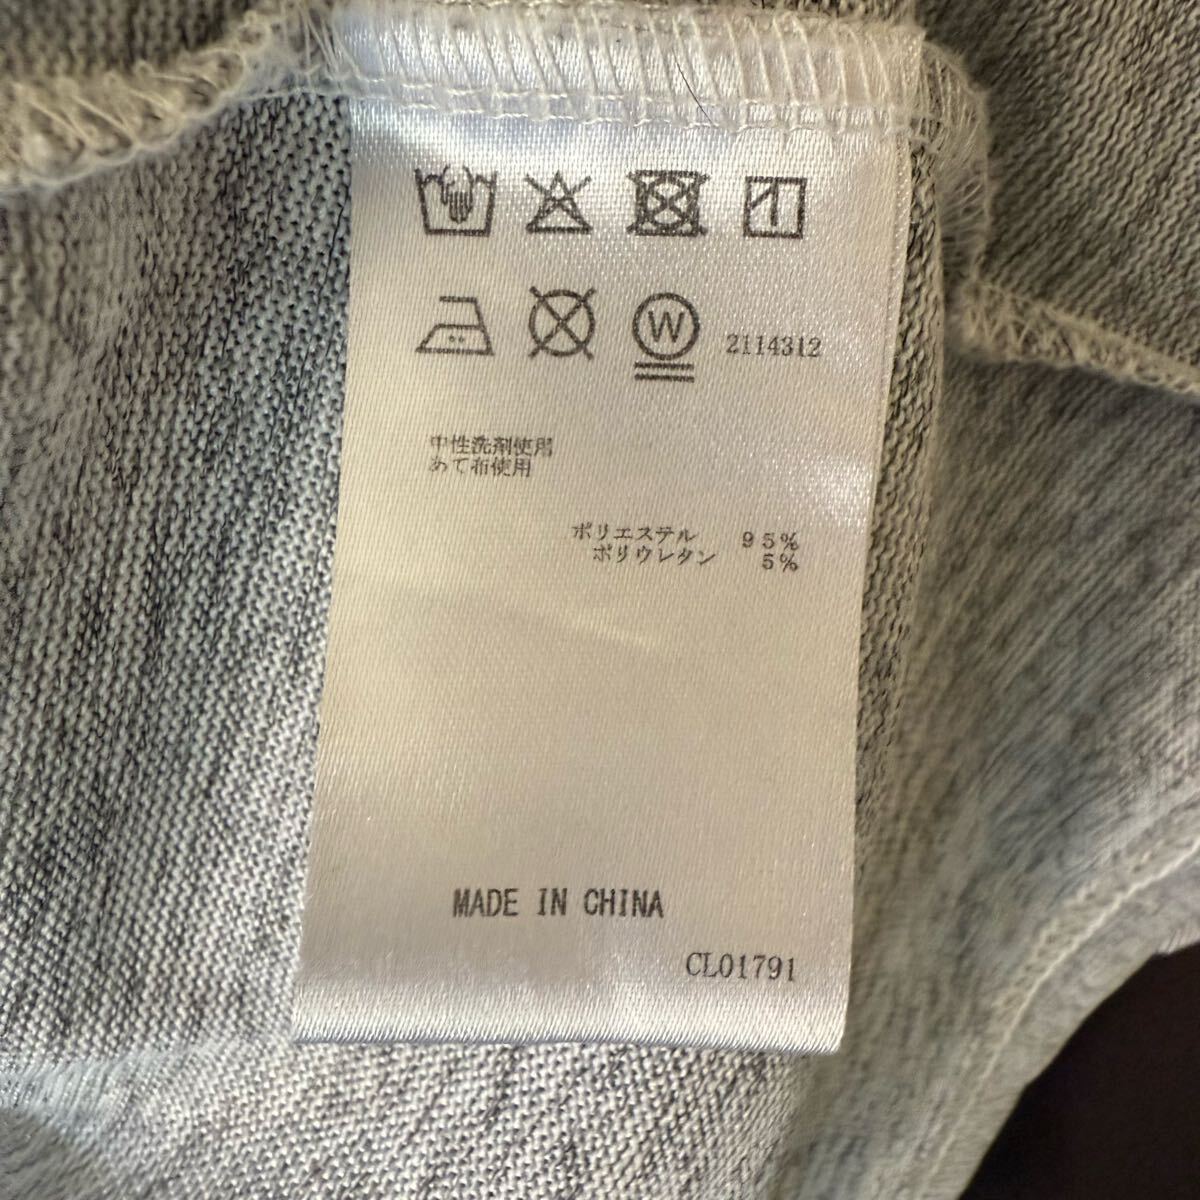 W
2114312
中性洗剤使用
あて布使用
ポリエステル 95%
ポリウレタン 5%
MADE IN CHINA
CL01791